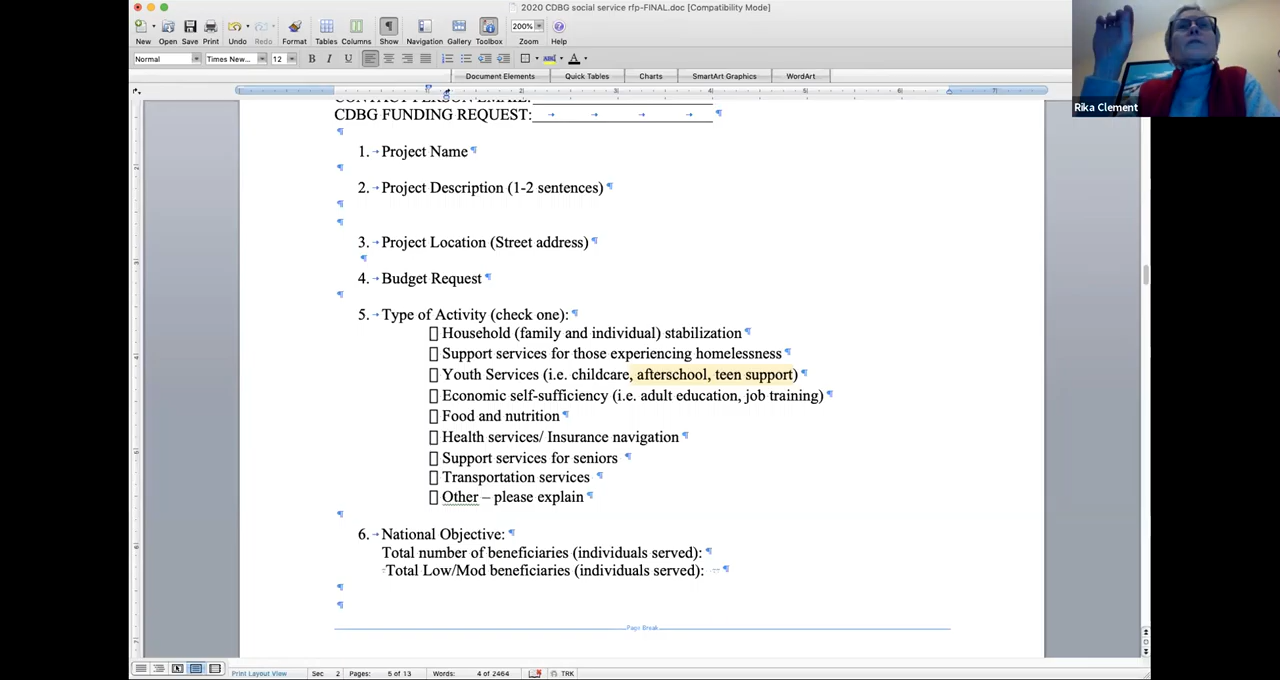 2020 CDBG social service rfp-FINAL.doc [Compatibility Mode]
200%
New Open Save Print Undo Redo Format Tables Columns Show Navigation Gallery Toolbox Zoom Help
Normal Times New... 12 B I U
Document Elements Quick Tables Charts SmartArt Graphics WordArt
Rika Clement
CONTACT PERSON EMAIL:
CDBG FUNDING REQUEST:
1. Project Name
2. Project Description (1-2 sentences)
3. Project Location (Street address)
4. Budget Request
5. Type of Activity (check one):
Household (family and individual) stabilization
Support services for those experiencing homelessness
Youth Services (i.e. childcare, afterschool, teen support)
Economic self-sufficiency (i.e. adult education, job training)
Food and nutrition
Health services/ Insurance navigation
Support services for seniors
Transportation services
Other – please explain
6. National Objective:
Total number of beneficiaries (individuals served):
Total Low/Mod beneficiaries (individuals served):
Page Break
Print Layout View Sec 2 Pages: 5 of 13 Words: 4 of 2464 TRK